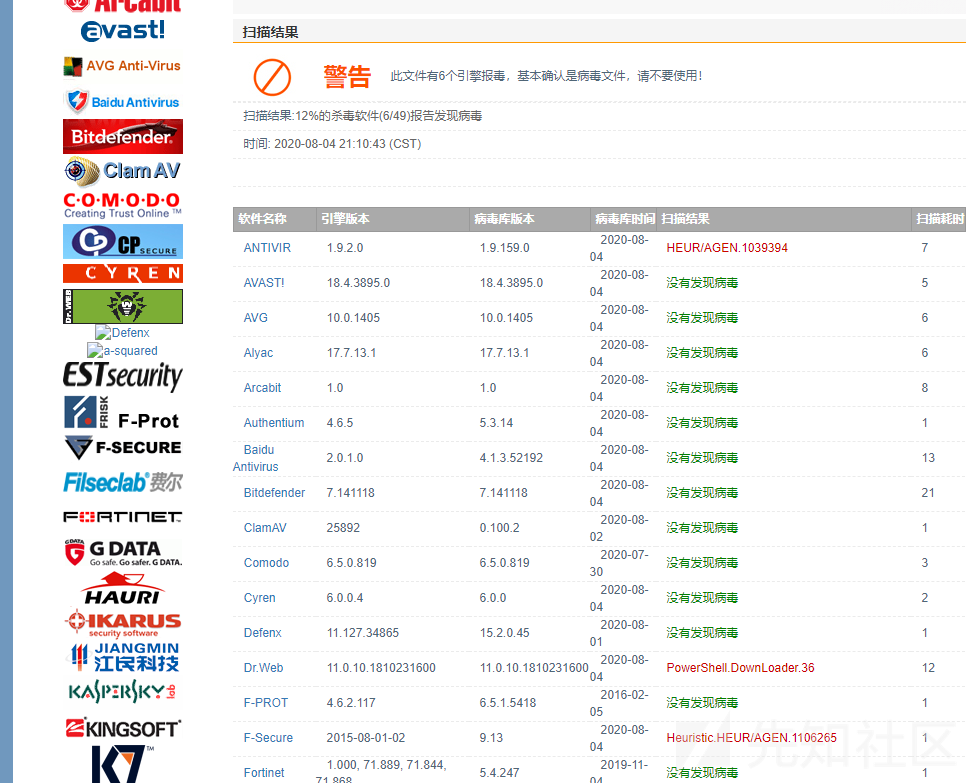 Arcabit
avast!
AVG Anti-Virus
Baidu Antivirus
Bitdefender
Clam AV
C·O·M·O·D·O
Creating Trust Online ™
CP SECURE
CYREN
Dr.WEB
Defenx
a-squared
ESTsecurity
FRISK F-Prot
F-SECURE
Filseclab 费尔
FORTINET
G DATA
Go safe. Go safer. G DATA.
HAURI
IKARUS
security software
JIANGMIN
江民科技
KASPERSKY lab
KINGSOFT
K7 ™
扫描结果
警告 此文件有6个引擎报毒，基本确认是病毒文件，请不要使用！
扫描结果:12%的杀毒软件(6/49)报告发现病毒
时间: 2020-08-04 21:10:43 (CST)
软件名称 引擎版本 病毒库版本 病毒库时间 扫描结果 扫描耗时
ANTIVIR 1.9.2.0 1.9.159.0 2020-08-04 HEUR/AGEN.1039394 7
AVAST! 18.4.3895.0 18.4.3895.0 2020-08-04 没有发现病毒 5
AVG 10.0.1405 10.0.1405 2020-08-04 没有发现病毒 6
Alyac 17.7.13.1 17.7.13.1 2020-08-04 没有发现病毒 6
Arcabit 1.0 1.0 2020-08-04 没有发现病毒 8
Authentium 4.6.5 5.3.14 2020-08-04 没有发现病毒 1
Baidu Antivirus 2.0.1.0 4.1.3.52192 2020-08-04 没有发现病毒 13
Bitdefender 7.141118 7.141118 2020-08-04 没有发现病毒 21
ClamAV 25892 0.100.2 2020-08-02 没有发现病毒 1
Comodo 6.5.0.819 6.5.0.819 2020-07-30 没有发现病毒 3
Cyren 6.0.0.4 6.0.0 2020-08-04 没有发现病毒 2
Defenx 11.127.34865 15.2.0.45 2020-08-01 没有发现病毒 1
Dr.Web 11.0.10.1810231600 11.0.10.1810231600 2020-08-04 PowerShell.DownLoader.36 12
F-PROT 4.6.2.117 6.5.1.5418 2016-02-05 没有发现病毒 1
F-Secure 2015-08-01-02 9.13 2020-08-04 Heuristic.HEUR/AGEN.1106265 1
Fortinet 1.000, 71.889, 71.844, 71.868 5.4.247 2019-11-04 没有发现病毒 1
先知社区